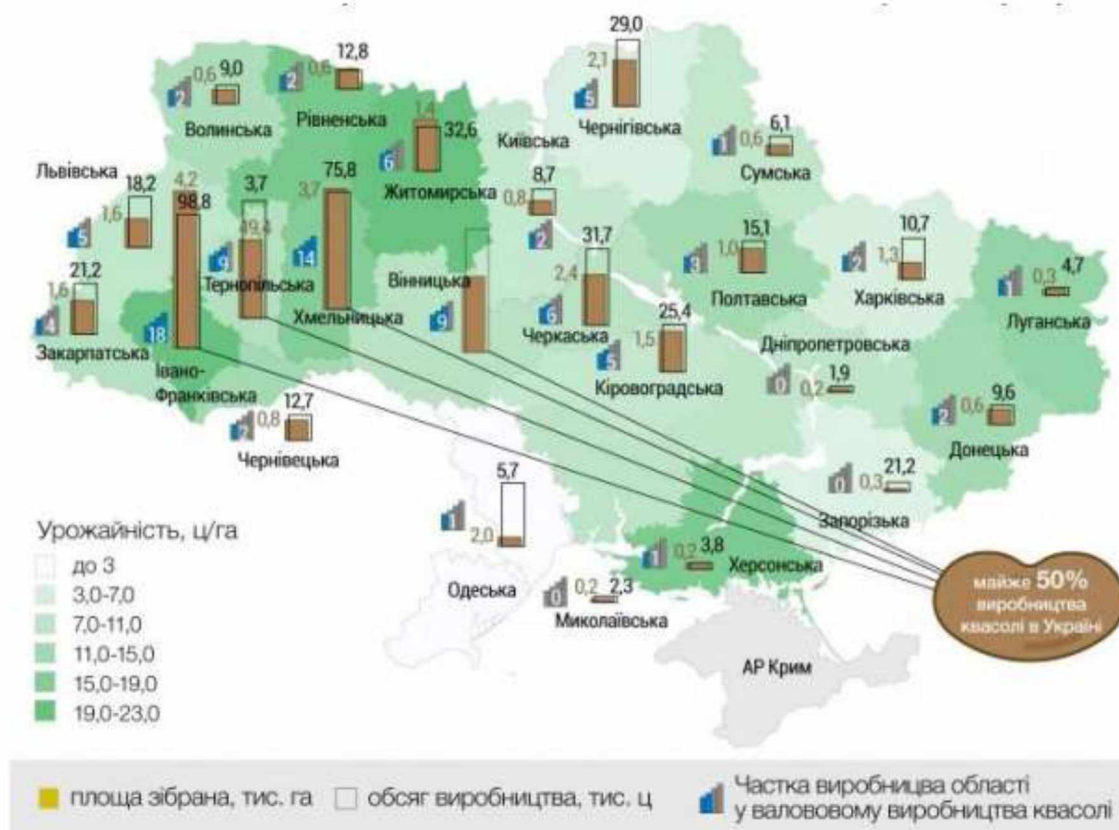 29,0
2,1
5
Чернігівська
0,6 9,0
2
Волинська
0,6 12,8
2
Рівненська
1,4
32,6
6
Житомирська
Київська
8,7
0,8
2
6,1
0,6
1
Сумська
Львівська
18,2
1,6
5
4,2
98,8
18
Івано-
Франківська
3,7
49,4
9
Тернопільська
75,8
3,7
14
Хмельницька
Вінницька
9
31,7
2,4
6
Черкаська
15,1
1,0
Полтавська
10,7
1,3
2
Харківська
4,7
0,3
1
Луганська
21,2
1,6
4
Закарпатська
25,4
1,5
5
Кіровоградська
Дніпропетровська
1,9
0,2
0
12,7
0,8
2
Чернівецька
9,6
0,6
2
Донецька
21,2
0,3
0
Запорізька
5,7
2,0
1
Одеська
0,2 3,8
1
Херсонська
0,2 2,3
0
Миколаївська
АР Крим
майже 50%
виробництва
квасолі в Україні
Урожайність, ц/га
до 3
3,0-7,0
7,0-11,0
11,0-15,0
15,0-19,0
19,0-23,0
площа зібрана, тис. га
обсяг виробництва, тис. ц
Частка виробницва області
у валововому виробництва квасолі